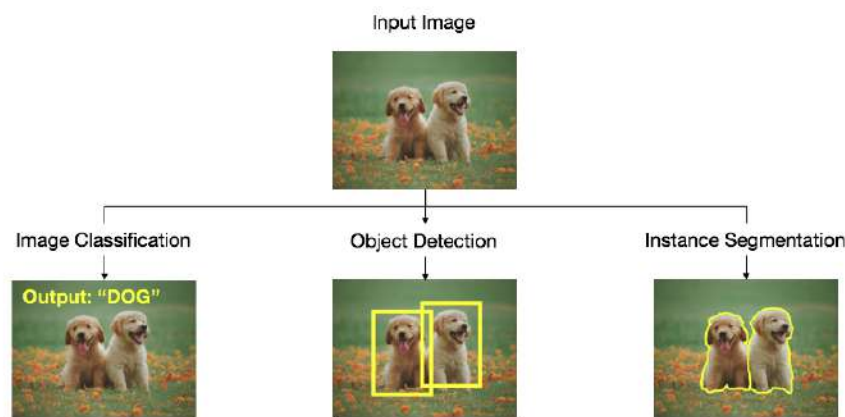 Input Image
Image Classification
Object Detection
Instance Segmentation
Output: “DOG”